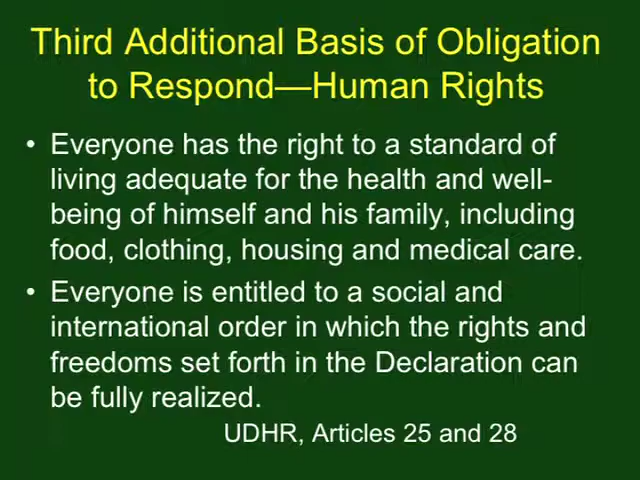 Third Additional Basis of Obligation
to Respond—Human Rights
• Everyone has the right to a standard of
living adequate for the health and well-
being of himself and his family, including
food, clothing, housing and medical care.
• Everyone is entitled to a social and
international order in which the rights and
freedoms set forth in the Declaration can
be fully realized.
UDHR, Articles 25 and 28